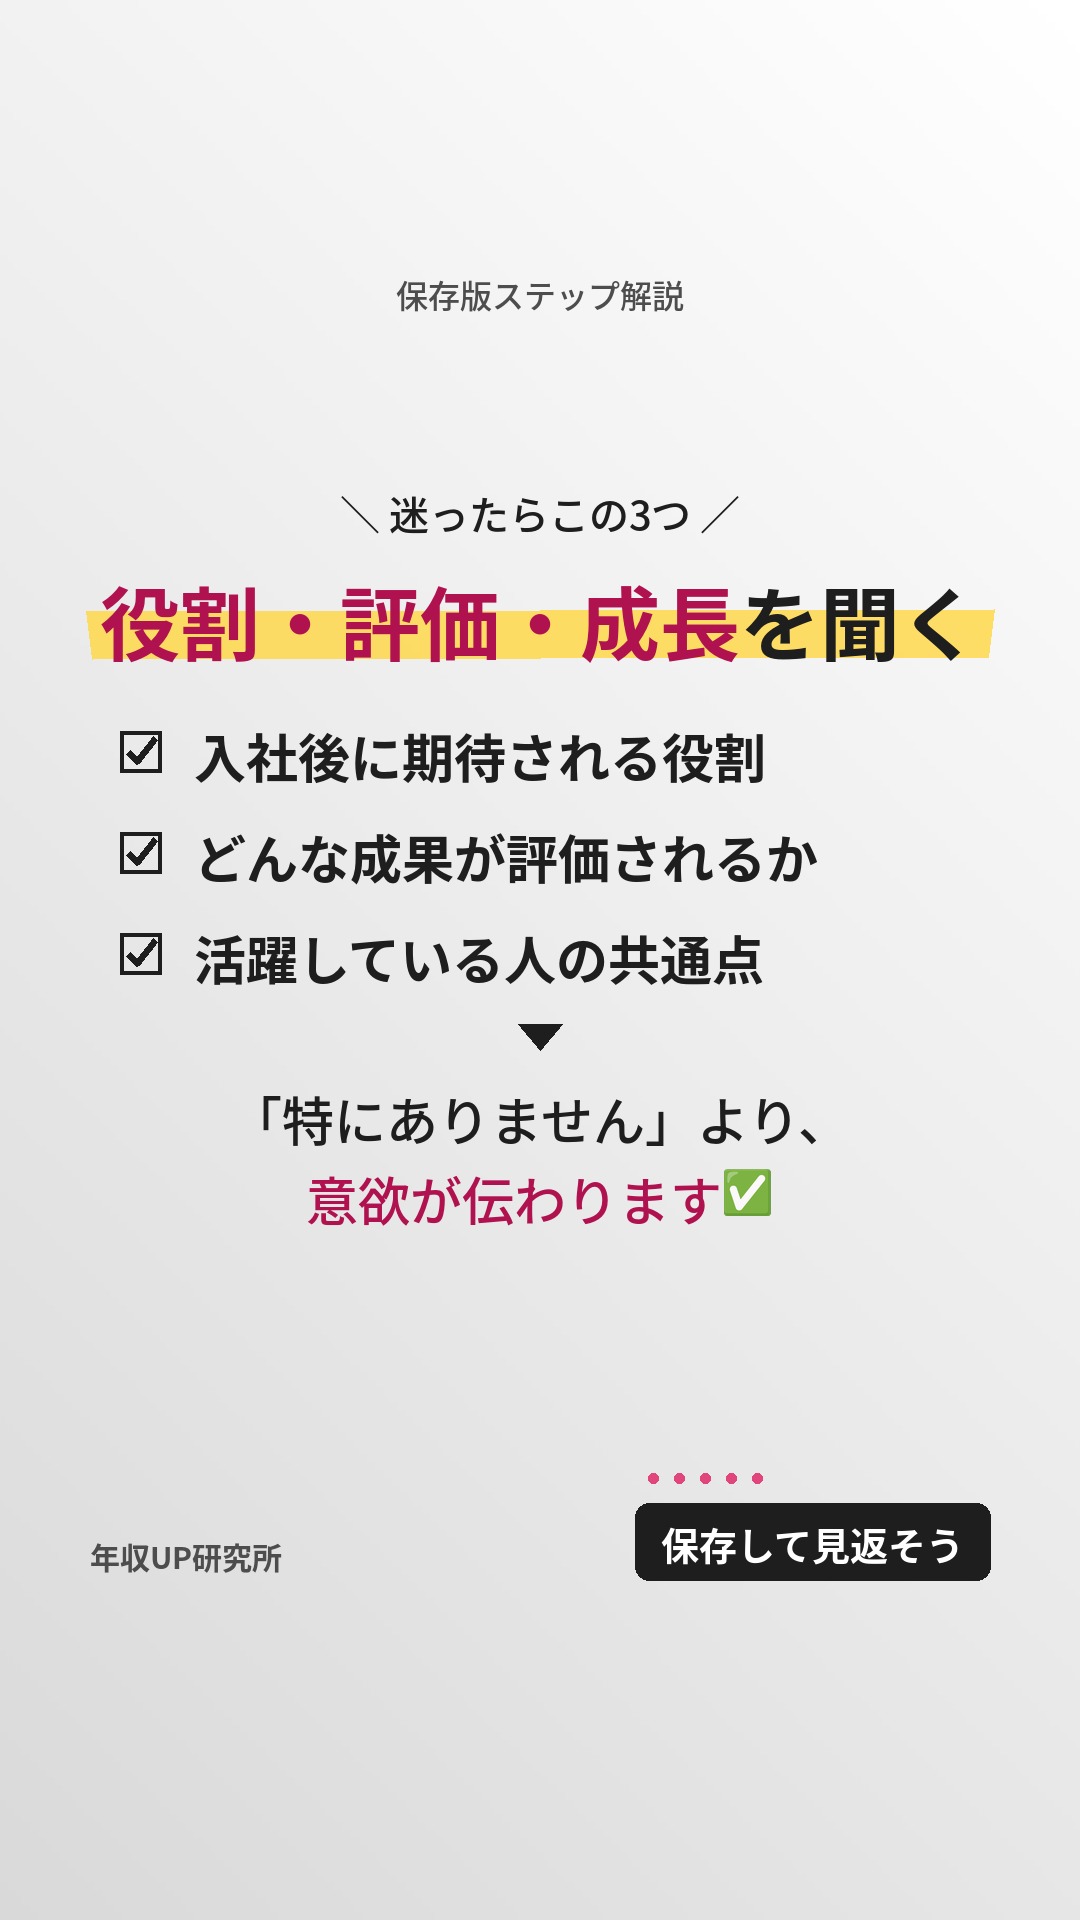 保存版ステップ解説
＼ 迷ったらこの3つ ／
役割・評価・成長を聞く
☑ 入社後に期待される役割
☑ どんな成果が評価されるか
☑ 活躍している人の共通点
▼
「特にありません」より、
意欲が伝わります✅
年収UP研究所
保存して見返そう